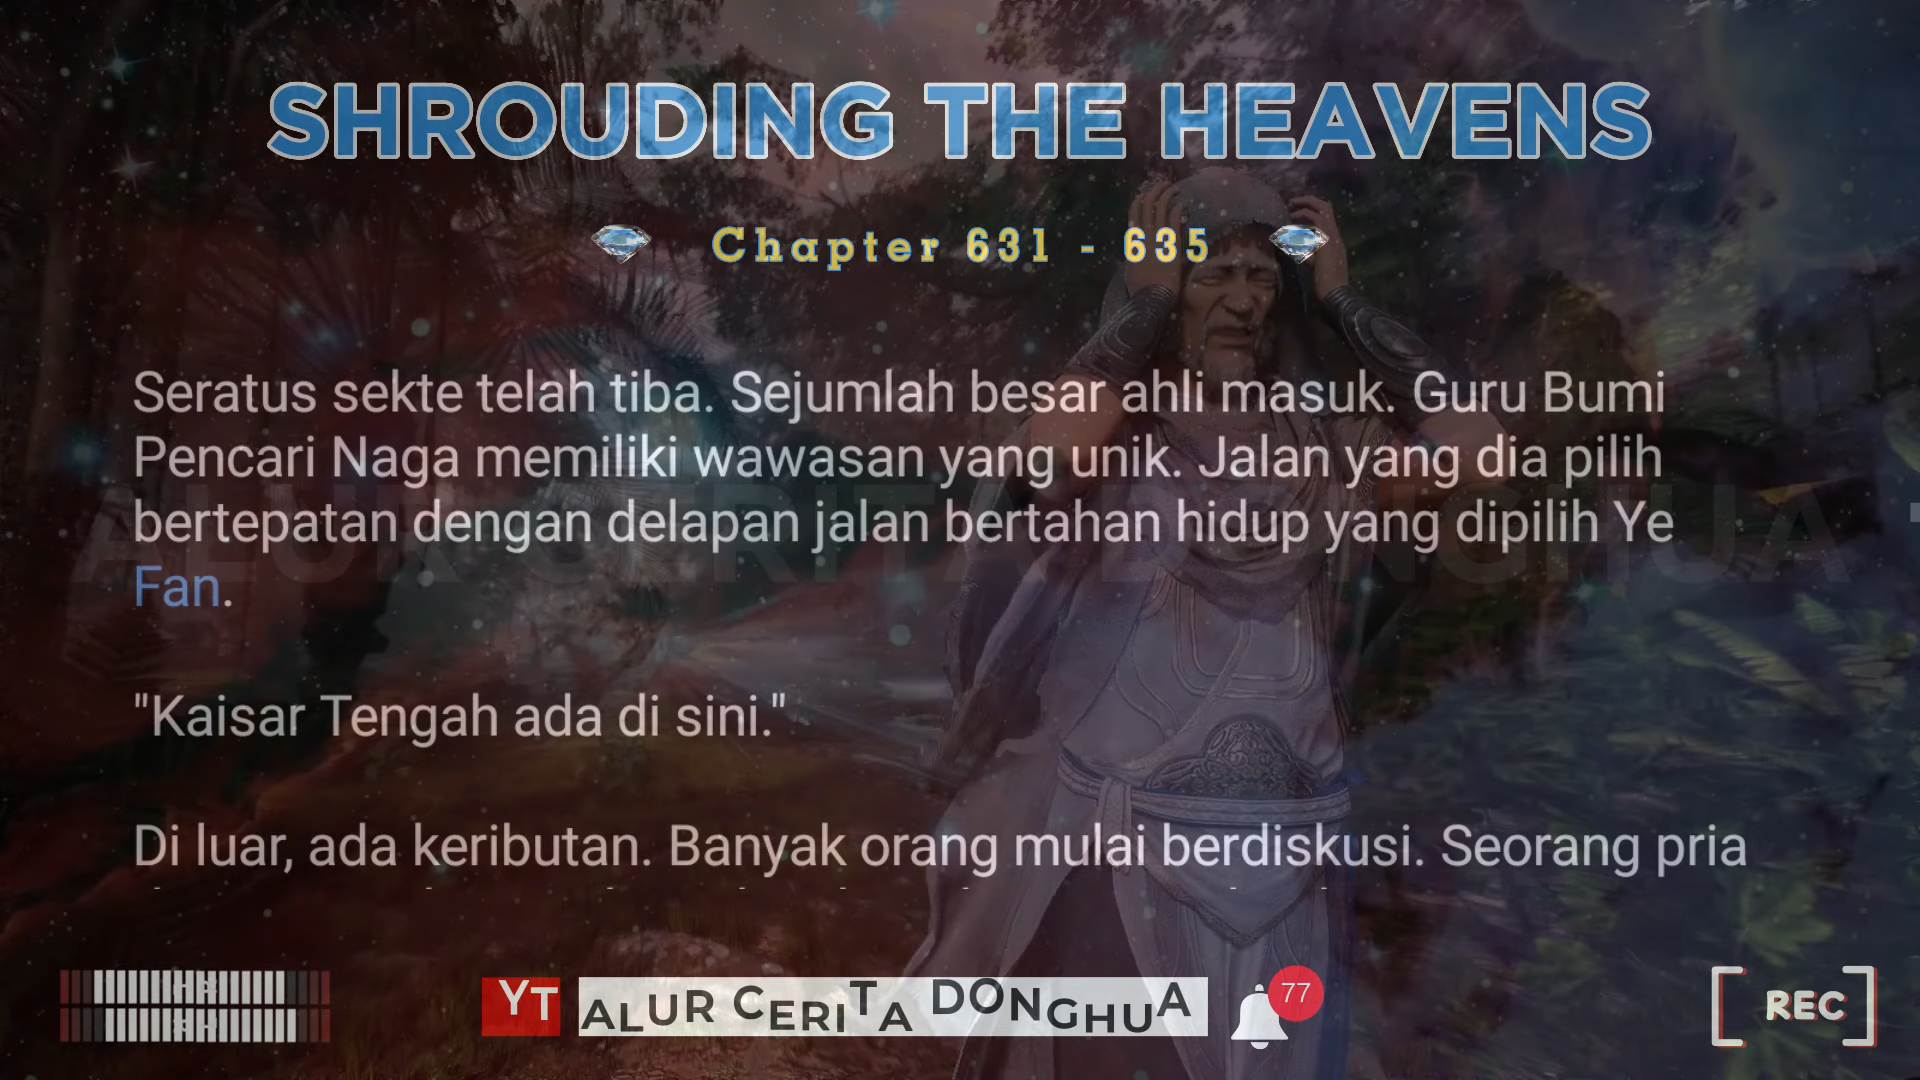 SHROUDING THE HEAVENS
Chapter 631 - 635
Seratus sekte telah tiba. Sejumlah besar ahli masuk. Guru Bumi
Pencari Naga memiliki wawasan yang unik. Jalan yang dia pilih
bertepatan dengan delapan jalan bertahan hidup yang dipilih Ye
Fan.
ALUR CERITA DONGHUA
"Kaisar Tengah ada di sini."
Di luar, ada keributan. Banyak orang mulai berdiskusi. Seorang pria
YT ALUR CERITA DONGHUA
77
REC